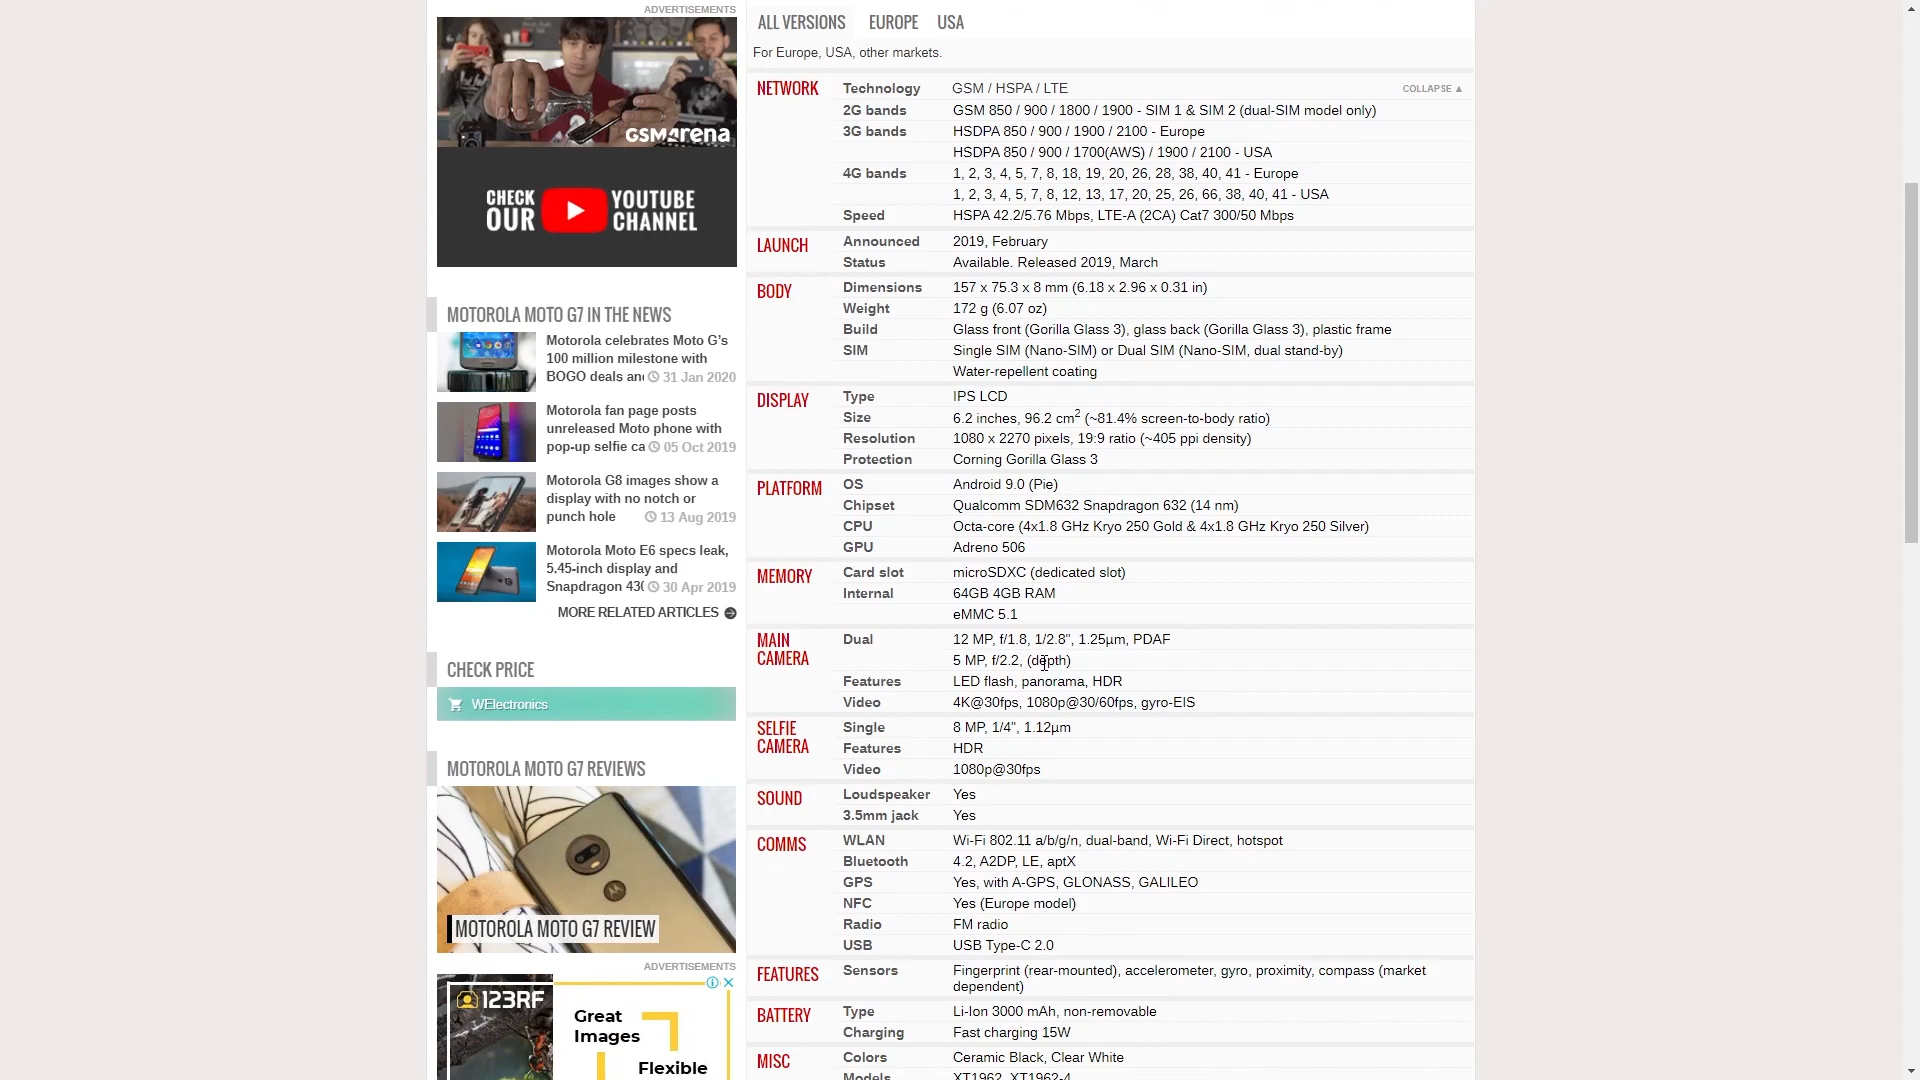 ADVERTISEMENTS
GSMArena
CHECK OUR YOUTUBE CHANNEL
MOTOROLA MOTO G7 IN THE NEWS
Motorola celebrates Moto G's
100 million milestone with
BOGO deals an 31 Jan 2020
Motorola fan page posts
unreleased Moto phone with
pop-up selfie ca 05 Oct 2019
Motorola G8 images show a
display with no notch or
punch hole 13 Aug 2019
Motorola Moto E6 specs leak,
5.45-inch display and
Snapdragon 430 30 Apr 2019
MORE RELATED ARTICLES
CHECK PRICE
WElectronics
MOTOROLA MOTO G7 REVIEWS
MOTOROLA MOTO G7 REVIEW
ADVERTISEMENTS
123RF
Great
Images
Flexible
ALL VERSIONS EUROPE USA
For Europe, USA, other markets.
NETWORK Technology GSM / HSPA / LTE COLLAPSE ▲
2G bands GSM 850 / 900 / 1800 / 1900 - SIM 1 & SIM 2 (dual-SIM model only)
3G bands HSDPA 850 / 900 / 1900 / 2100 - Europe
HSDPA 850 / 900 / 1700(AWS) / 1900 / 2100 - USA
4G bands 1, 2, 3, 4, 5, 7, 8, 18, 19, 20, 26, 28, 38, 40, 41 - Europe
1, 2, 3, 4, 5, 7, 8, 12, 13, 17, 20, 25, 26, 66, 38, 40, 41 - USA
Speed HSPA 42.2/5.76 Mbps, LTE-A (2CA) Cat7 300/50 Mbps
LAUNCH Announced 2019, February
Status Available. Released 2019, March
BODY Dimensions 157 x 75.3 x 8 mm (6.18 x 2.96 x 0.31 in)
Weight 172 g (6.07 oz)
Build Glass front (Gorilla Glass 3), glass back (Gorilla Glass 3), plastic frame
SIM Single SIM (Nano-SIM) or Dual SIM (Nano-SIM, dual stand-by)
Water-repellent coating
DISPLAY Type IPS LCD
Size 6.2 inches, 96.2 cm2 (~81.4% screen-to-body ratio)
Resolution 1080 x 2270 pixels, 19:9 ratio (~405 ppi density)
Protection Corning Gorilla Glass 3
PLATFORM OS Android 9.0 (Pie)
Chipset Qualcomm SDM632 Snapdragon 632 (14 nm)
CPU Octa-core (4x1.8 GHz Kryo 250 Gold & 4x1.8 GHz Kryo 250 Silver)
GPU Adreno 506
MEMORY Card slot microSDXC (dedicated slot)
Internal 64GB 4GB RAM
eMMC 5.1
MAIN CAMERA Dual 12 MP, f/1.8, 1/2.8", 1.25µm, PDAF
5 MP, f/2.2, (depth)
Features LED flash, panorama, HDR
Video 4K@30fps, 1080p@30/60fps, gyro-EIS
SELFIE CAMERA Single 8 MP, 1/4", 1.12µm
Features HDR
Video 1080p@30fps
SOUND Loudspeaker Yes
3.5mm jack Yes
COMMS WLAN Wi-Fi 802.11 a/b/g/n, dual-band, Wi-Fi Direct, hotspot
Bluetooth 4.2, A2DP, LE, aptX
GPS Yes, with A-GPS, GLONASS, GALILEO
NFC Yes (Europe model)
Radio FM radio
USB USB Type-C 2.0
FEATURES Sensors Fingerprint (rear-mounted), accelerometer, gyro, proximity, compass (market
dependent)
BATTERY Type Li-Ion 3000 mAh, non-removable
Charging Fast charging 15W
MISC Colors Ceramic Black, Clear White
Models XT1962, XT1962-4